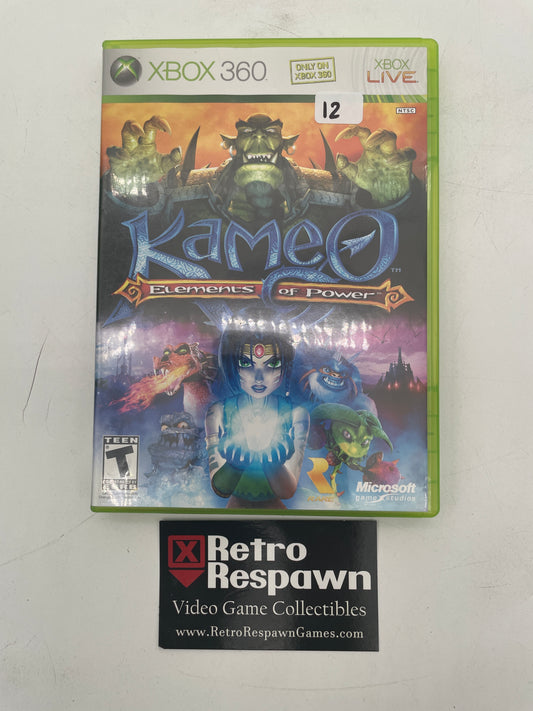 XBOX 360
ONLY ON
XBOX 360
XBOX
LIVE
NTSC
12
KameO
TM
Elements of Power
TEEN
T
Microsoft
game studios
Retro
Respawn
Video Game Collectibles
www.RetroRespawnGames.com